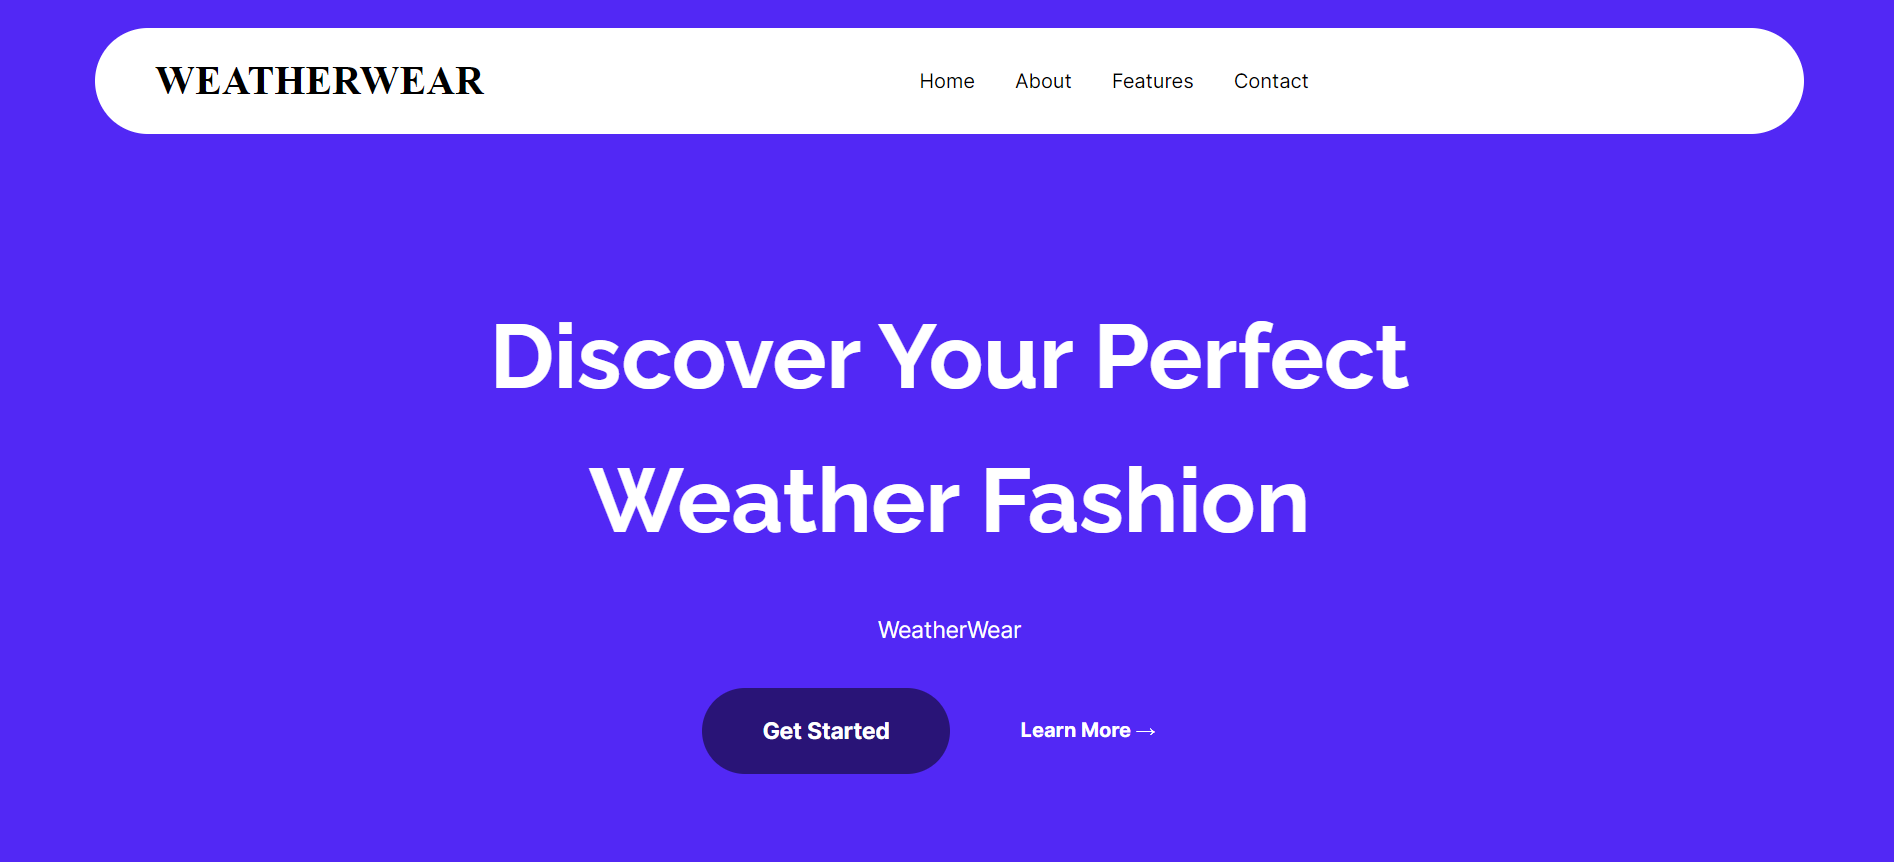 WEATHERWEAR
Home About Features Contact
Discover Your Perfect
Weather Fashion
WeatherWear
Get Started
Learn More →